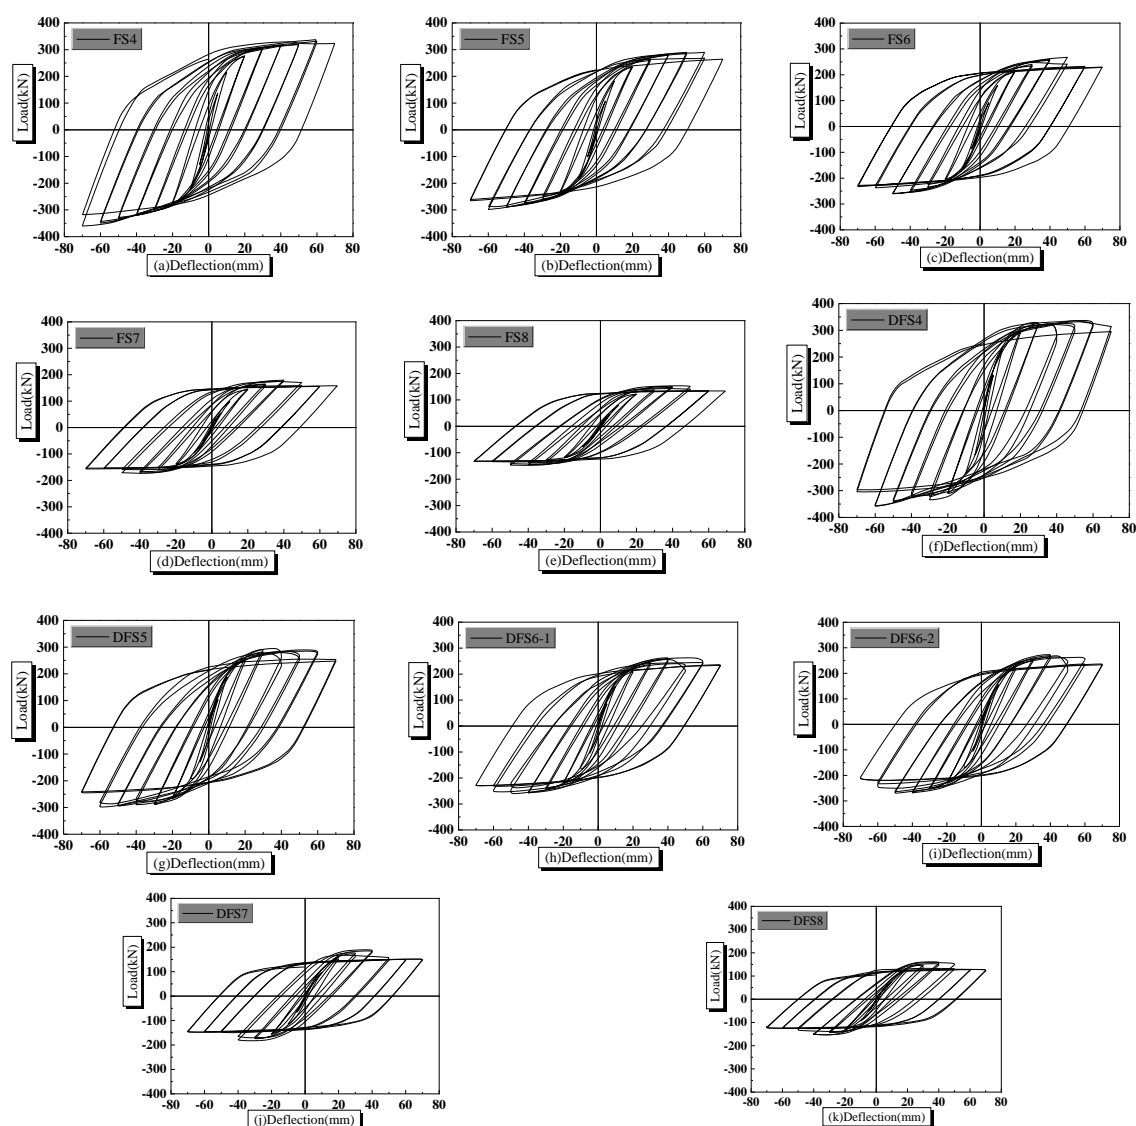 FS4
Load(kN)
400
300
200
100
0
-100
-200
-300
-400
-80 -60 -40 -20 0 20 40 60 80
(a)Deflection(mm)
FS5
Load(kN)
400
300
200
100
0
-100
-200
-300
-400
-80 -60 -40 -20 0 20 40 60 80
(b)Deflection(mm)
FS6
Load(kN)
400
300
200
100
0
-100
-200
-300
-400
-80 -60 -40 -20 0 20 40 60 80
(c)Deflection(mm)
FS7
Load(kN)
400
300
200
100
0
-100
-200
-300
-400
-80 -60 -40 -20 0 20 40 60 80
(d)Deflection(mm)
FS8
Load(kN)
400
300
200
100
0
-100
-200
-300
-400
-80 -60 -40 -20 0 20 40 60 80
(e)Deflection(mm)
DFS4
Load(kN)
400
300
200
100
0
-100
-200
-300
-400
-80 -60 -40 -20 0 20 40 60 80
(f)Deflection(mm)
DFS5
Load(kN)
400
300
200
100
0
-100
-200
-300
-400
-80 -60 -40 -20 0 20 40 60 80
(g)Deflection(mm)
DFS6-1
Load(kN)
400
300
200
100
0
-100
-200
-300
-400
-80 -60 -40 -20 0 20 40 60 80
(h)Deflection(mm)
DFS6-2
Load(kN)
400
300
200
100
0
-100
-200
-300
-400
-80 -60 -40 -20 0 20 40 60 80
(i)Deflection(mm)
DFS7
Load(kN)
400
300
200
100
0
-100
-200
-300
400
-80 -60 -40 -20 0 20 40 60 80
(j)Deflection(mm)
DFS8
Load(kN)
400
300
200
100
0
-100
-200
-300
400
-80 -60 -40 -20 0 20 40 60 80
(k)Deflection(mm)